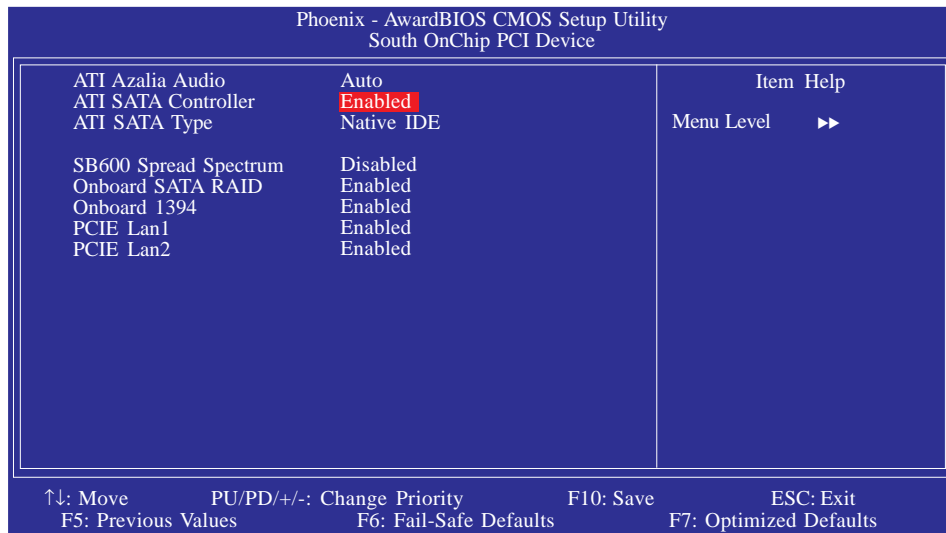 Phoenix - AwardBIOS CMOS Setup Utility
South OnChip PCI Device
ATI Azalia Audio Auto
ATI SATA Controller Enabled
ATI SATA Type Native IDE
SB600 Spread Spectrum Disabled
Onboard SATA RAID Enabled
Onboard 1394 Enabled
PCIE Lan1 Enabled
PCIE Lan2 Enabled
Item Help
Menu Level ▶▶
↑↓: Move PU/PD/+/-: Change Priority F10: Save ESC: Exit
F5: Previous Values F6: Fail-Safe Defaults F7: Optimized Defaults